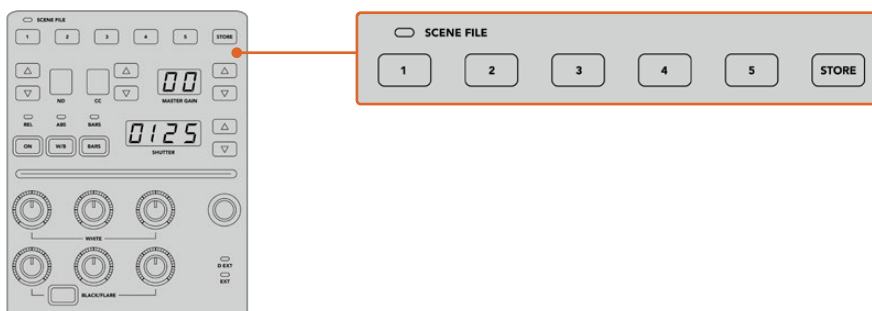 SCENE FILE
1 2 3 4 5 STORE
ND CC 00 MASTER GAIN
REL ABS BARS
ON W/B BARS 0125 SHUTTER
WHITE
D EXT
EXT
BLACK/FLARE
SCENE FILE
1 2 3 4 5 STORE